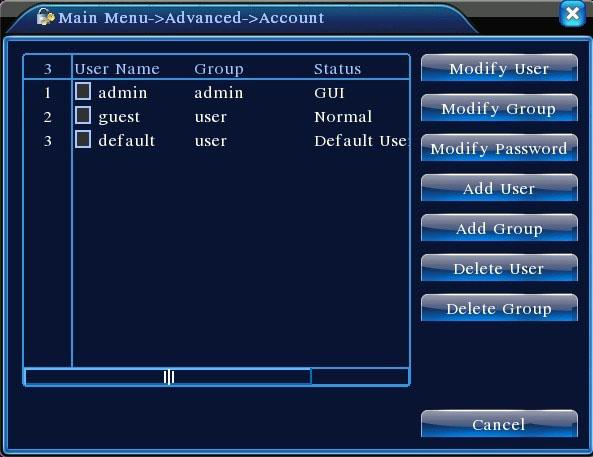 Main Menu->Advanced->Account
3 User Name Group Status
1 admin admin GUI
2 guest user Normal
3 default user Default Use
Modify User
Modify Group
Modify Password
Add User
Add Group
Delete User
Delete Group
Cancel